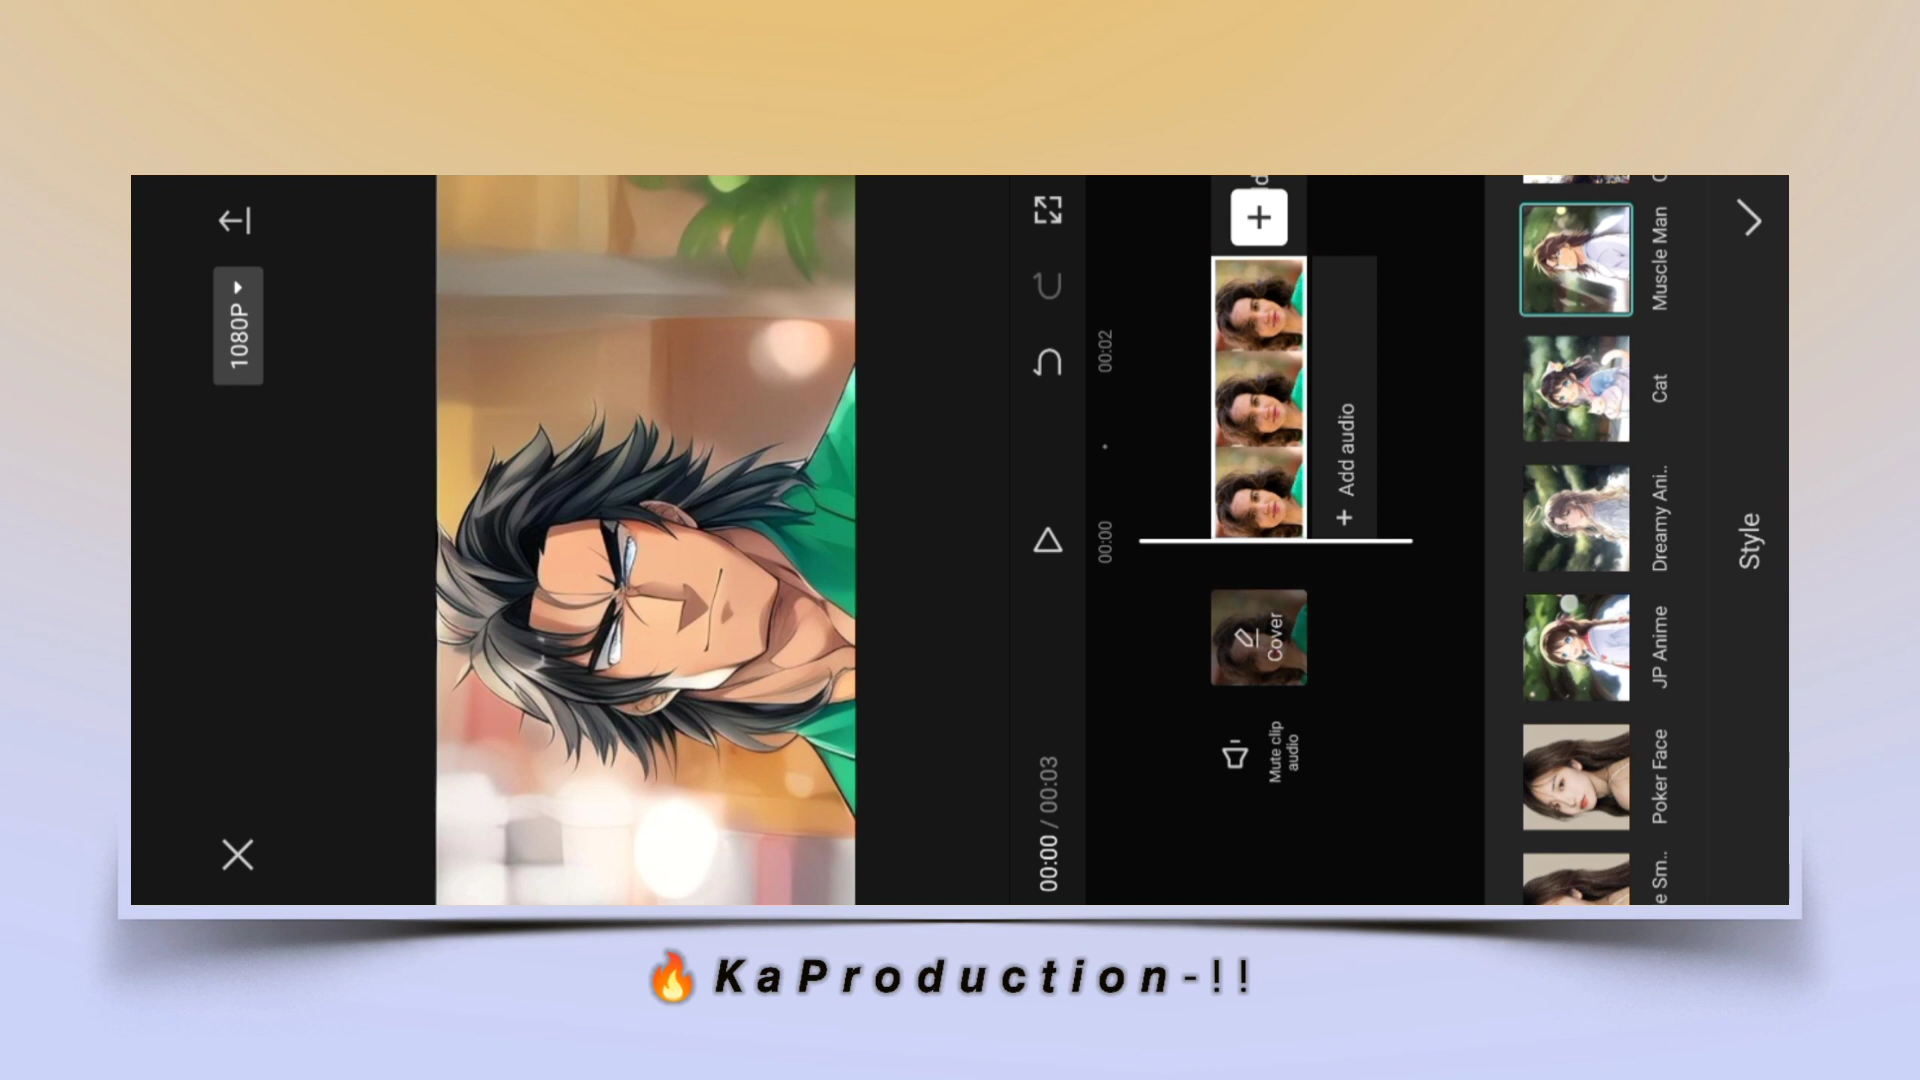 1080P
00:00 / 00:03
00:00
00:02
Mute clip
audio
Cover
+ Add audio
e Sm..
Poker Face
JP Anime
Dreamy Ani..
Cat
Muscle Man
Style
🔥 KaProduction-!!